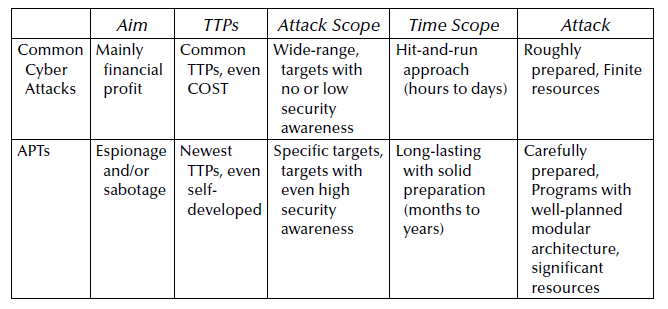 Aim TTPs Attack Scope Time Scope Attack
Common Mainly Common Wide-range, Hit-and-run Roughly
Cyber financial TTPs, even targets with approach prepared, Finite
Attacks profit COST no or low (hours to days) resources
security
awareness
APTs Espionage Newest Specific targets, Long-lasting Carefully
and/or TTPs, even targets with with solid prepared,
sabotage self- even high preparation Programs with
developed security (months to well-planned
awareness years) modular
architecture,
significant
resources